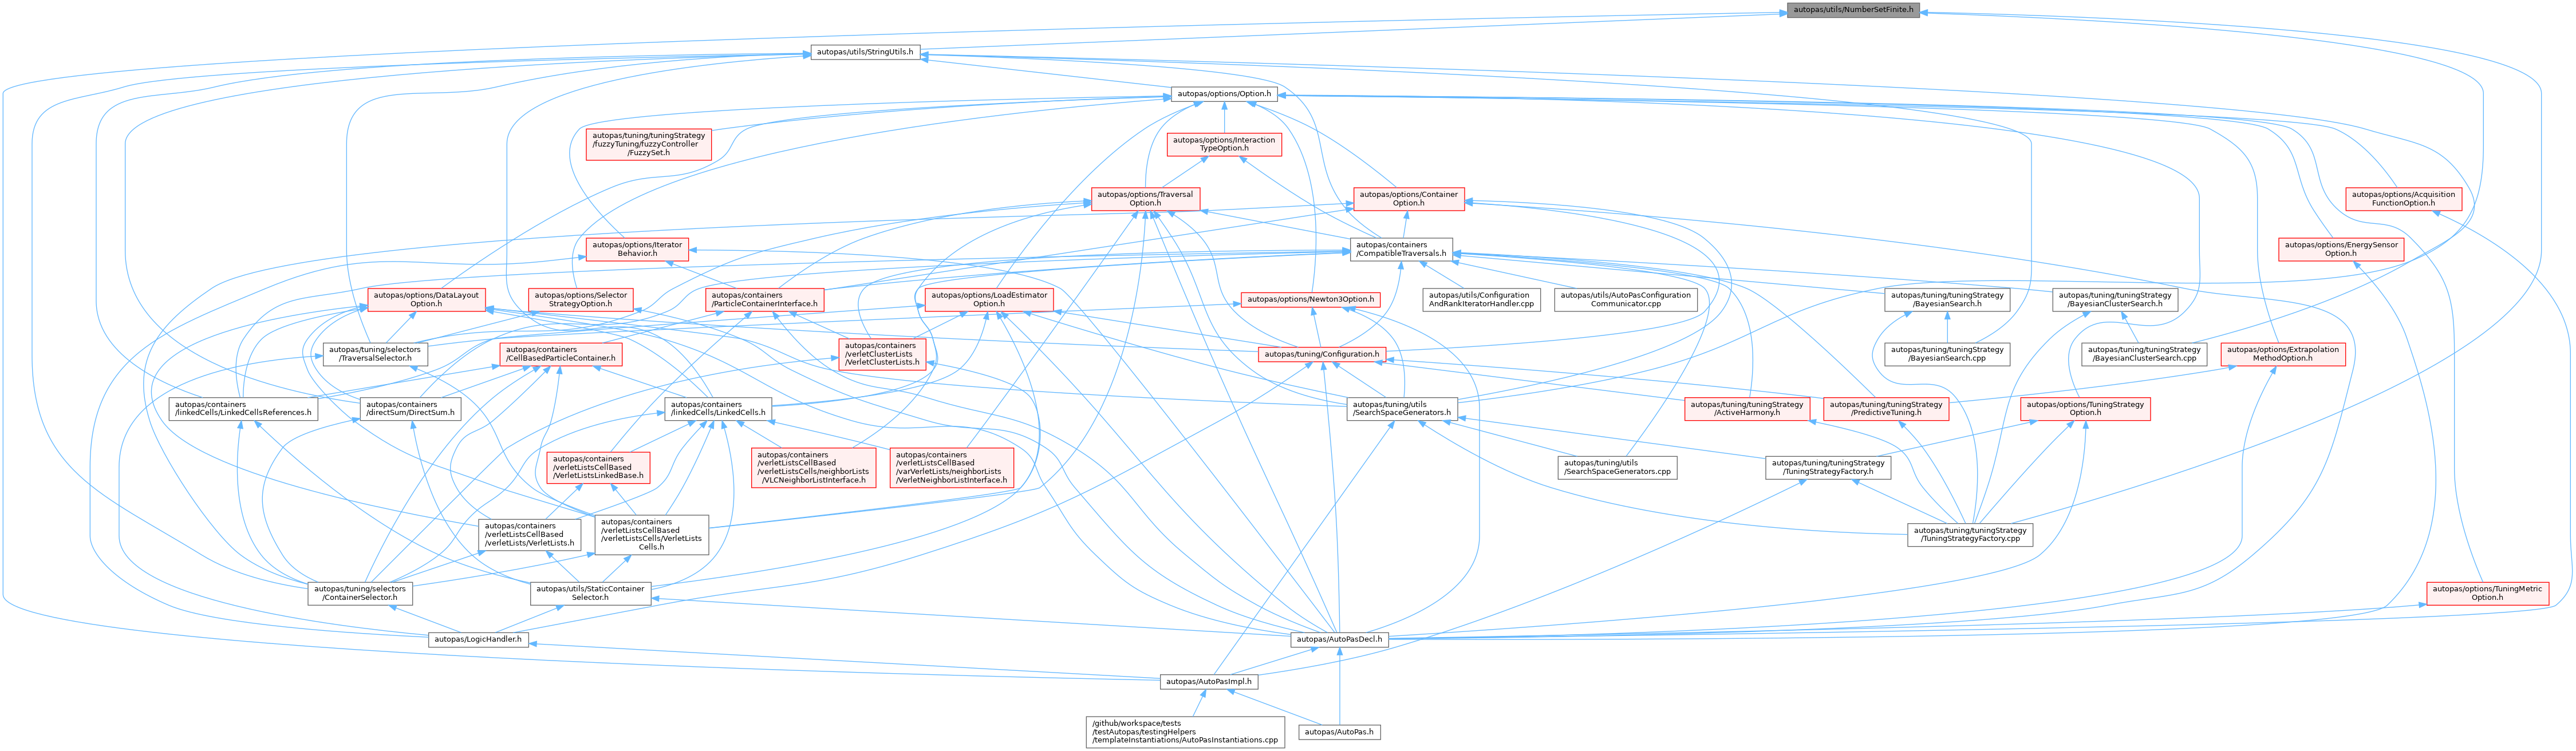 autopas/utils/NumberSetFinite.h
autopas/utils/StringUtils.h
autopas/options/Option.h
autopas/tuning/tuningStrategy
/fuzzyTuning/fuzzyController
/FuzzySet.h
autopas/options/Interaction
TypeOption.h
autopas/options/Traversal
Option.h
autopas/options/Container
Option.h
autopas/options/Acquisition
FunctionOption.h
autopas/options/Iterator
Behavior.h
autopas/containers
/CompatibleTraversals.h
autopas/options/EnergySensor
Option.h
autopas/options/DataLayout
Option.h
autopas/options/Selector
StrategyOption.h
autopas/containers
/ParticleContainerInterface.h
autopas/options/LoadEstimator
Option.h
autopas/options/Newton3Option.h
autopas/utils/Configuration
AndRankIteratorHandler.cpp
autopas/utils/AutoPasConfiguration
Communicator.cpp
autopas/tuning/tuningStrategy
/BayesianSearch.h
autopas/tuning/tuningStrategy
/BayesianClusterSearch.h
autopas/tuning/selectors
/TraversalSelector.h
autopas/containers
/CellBasedParticleContainer.h
autopas/containers
/verletClusterLists
/VerletClusterLists.h
autopas/tuning/Configuration.h
autopas/tuning/tuningStrategy
/BayesianSearch.cpp
autopas/tuning/tuningStrategy
/BayesianClusterSearch.cpp
autopas/options/Extrapolation
MethodOption.h
autopas/containers
/linkedCells/LinkedCellsReferences.h
autopas/containers
/directSum/DirectSum.h
autopas/containers
/linkedCells/LinkedCells.h
autopas/tuning/utils
/SearchSpaceGenerators.h
autopas/tuning/tuningStrategy
/ActiveHarmony.h
autopas/tuning/tuningStrategy
/PredictiveTuning.h
autopas/options/TuningStrategy
Option.h
autopas/containers
/verletListsCellBased
/VerletListsLinkedBase.h
autopas/containers
/verletListsCellBased
/verletListsCells/neighborLists
/VLCNeighborListInterface.h
autopas/containers
/verletListsCellBased
/varVerletLists/neighborLists
/VerletNeighborListInterface.h
autopas/tuning/utils
/SearchSpaceGenerators.cpp
autopas/tuning/tuningStrategy
/TuningStrategyFactory.h
autopas/containers
/verletListsCellBased
/verletLists/VerletLists.h
autopas/containers
/verletListsCellBased
/verletListsCells/VerletLists
Cells.h
autopas/tuning/tuningStrategy
/TuningStrategyFactory.cpp
autopas/tuning/selectors
/ContainerSelector.h
autopas/utils/StaticContainer
Selector.h
autopas/options/TuningMetric
Option.h
autopas/LogicHandler.h
autopas/AutoPasDecl.h
autopas/AutoPasImpl.h
/github/workspace/tests
/testAutopas/testingHelpers
/templateInstantiations/AutoPasInstantiations.cpp
autopas/AutoPas.h